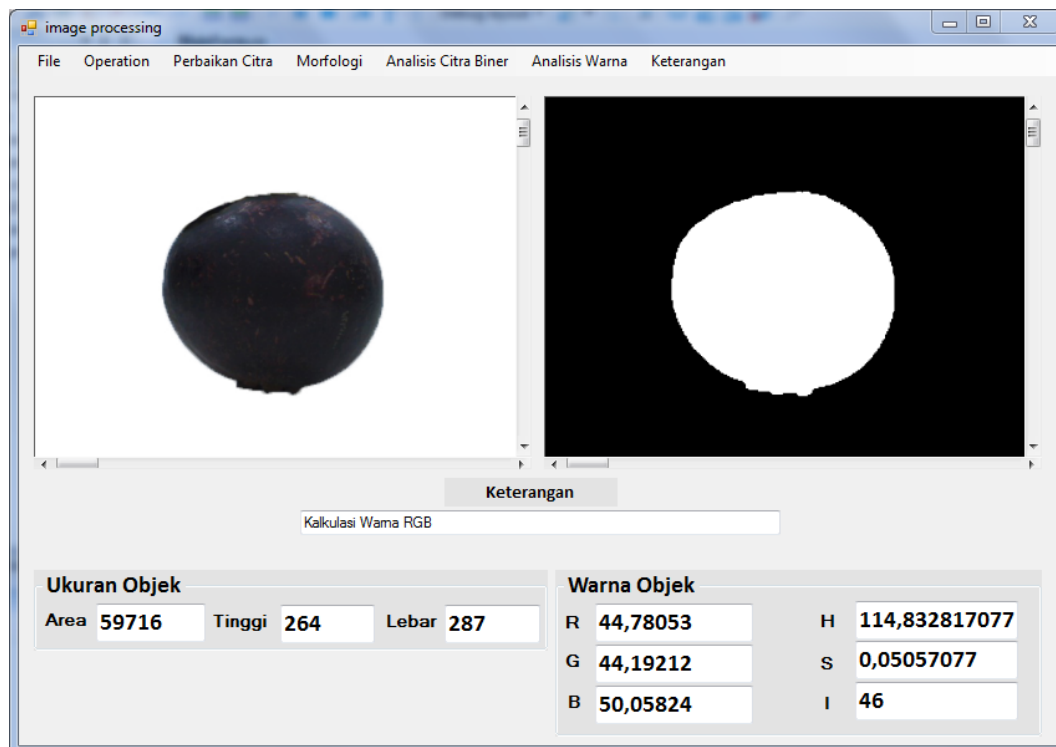 image processing
File Operation Perbaikan Citra Morfologi Analisis Citra Biner Analisis Warna Keterangan
Keterangan
Kalkulasi Warna RGB
Ukuran Objek
Area 59716 Tinggi 264 Lebar 287
Warna Objek
R 44,78053 H 114,832817077
G 44,19212 S 0,05057077
B 50,05824 I 46